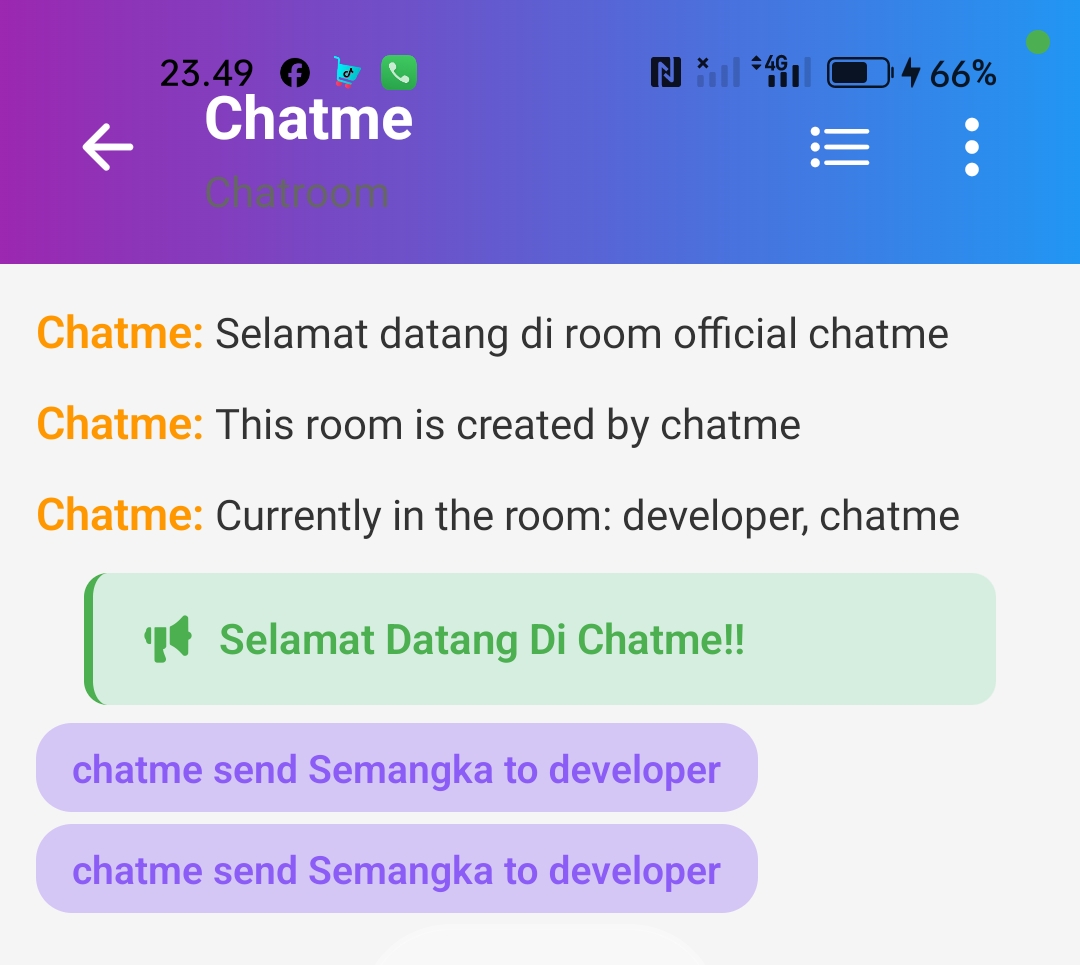 23.49 4G 66%
Chatme
Chatroom
Chatme: Selamat datang di room official chatme
Chatme: This room is created by chatme
Chatme: Currently in the room: developer, chatme
Selamat Datang Di Chatme!!
chatme send Semangka to developer
chatme send Semangka to developer